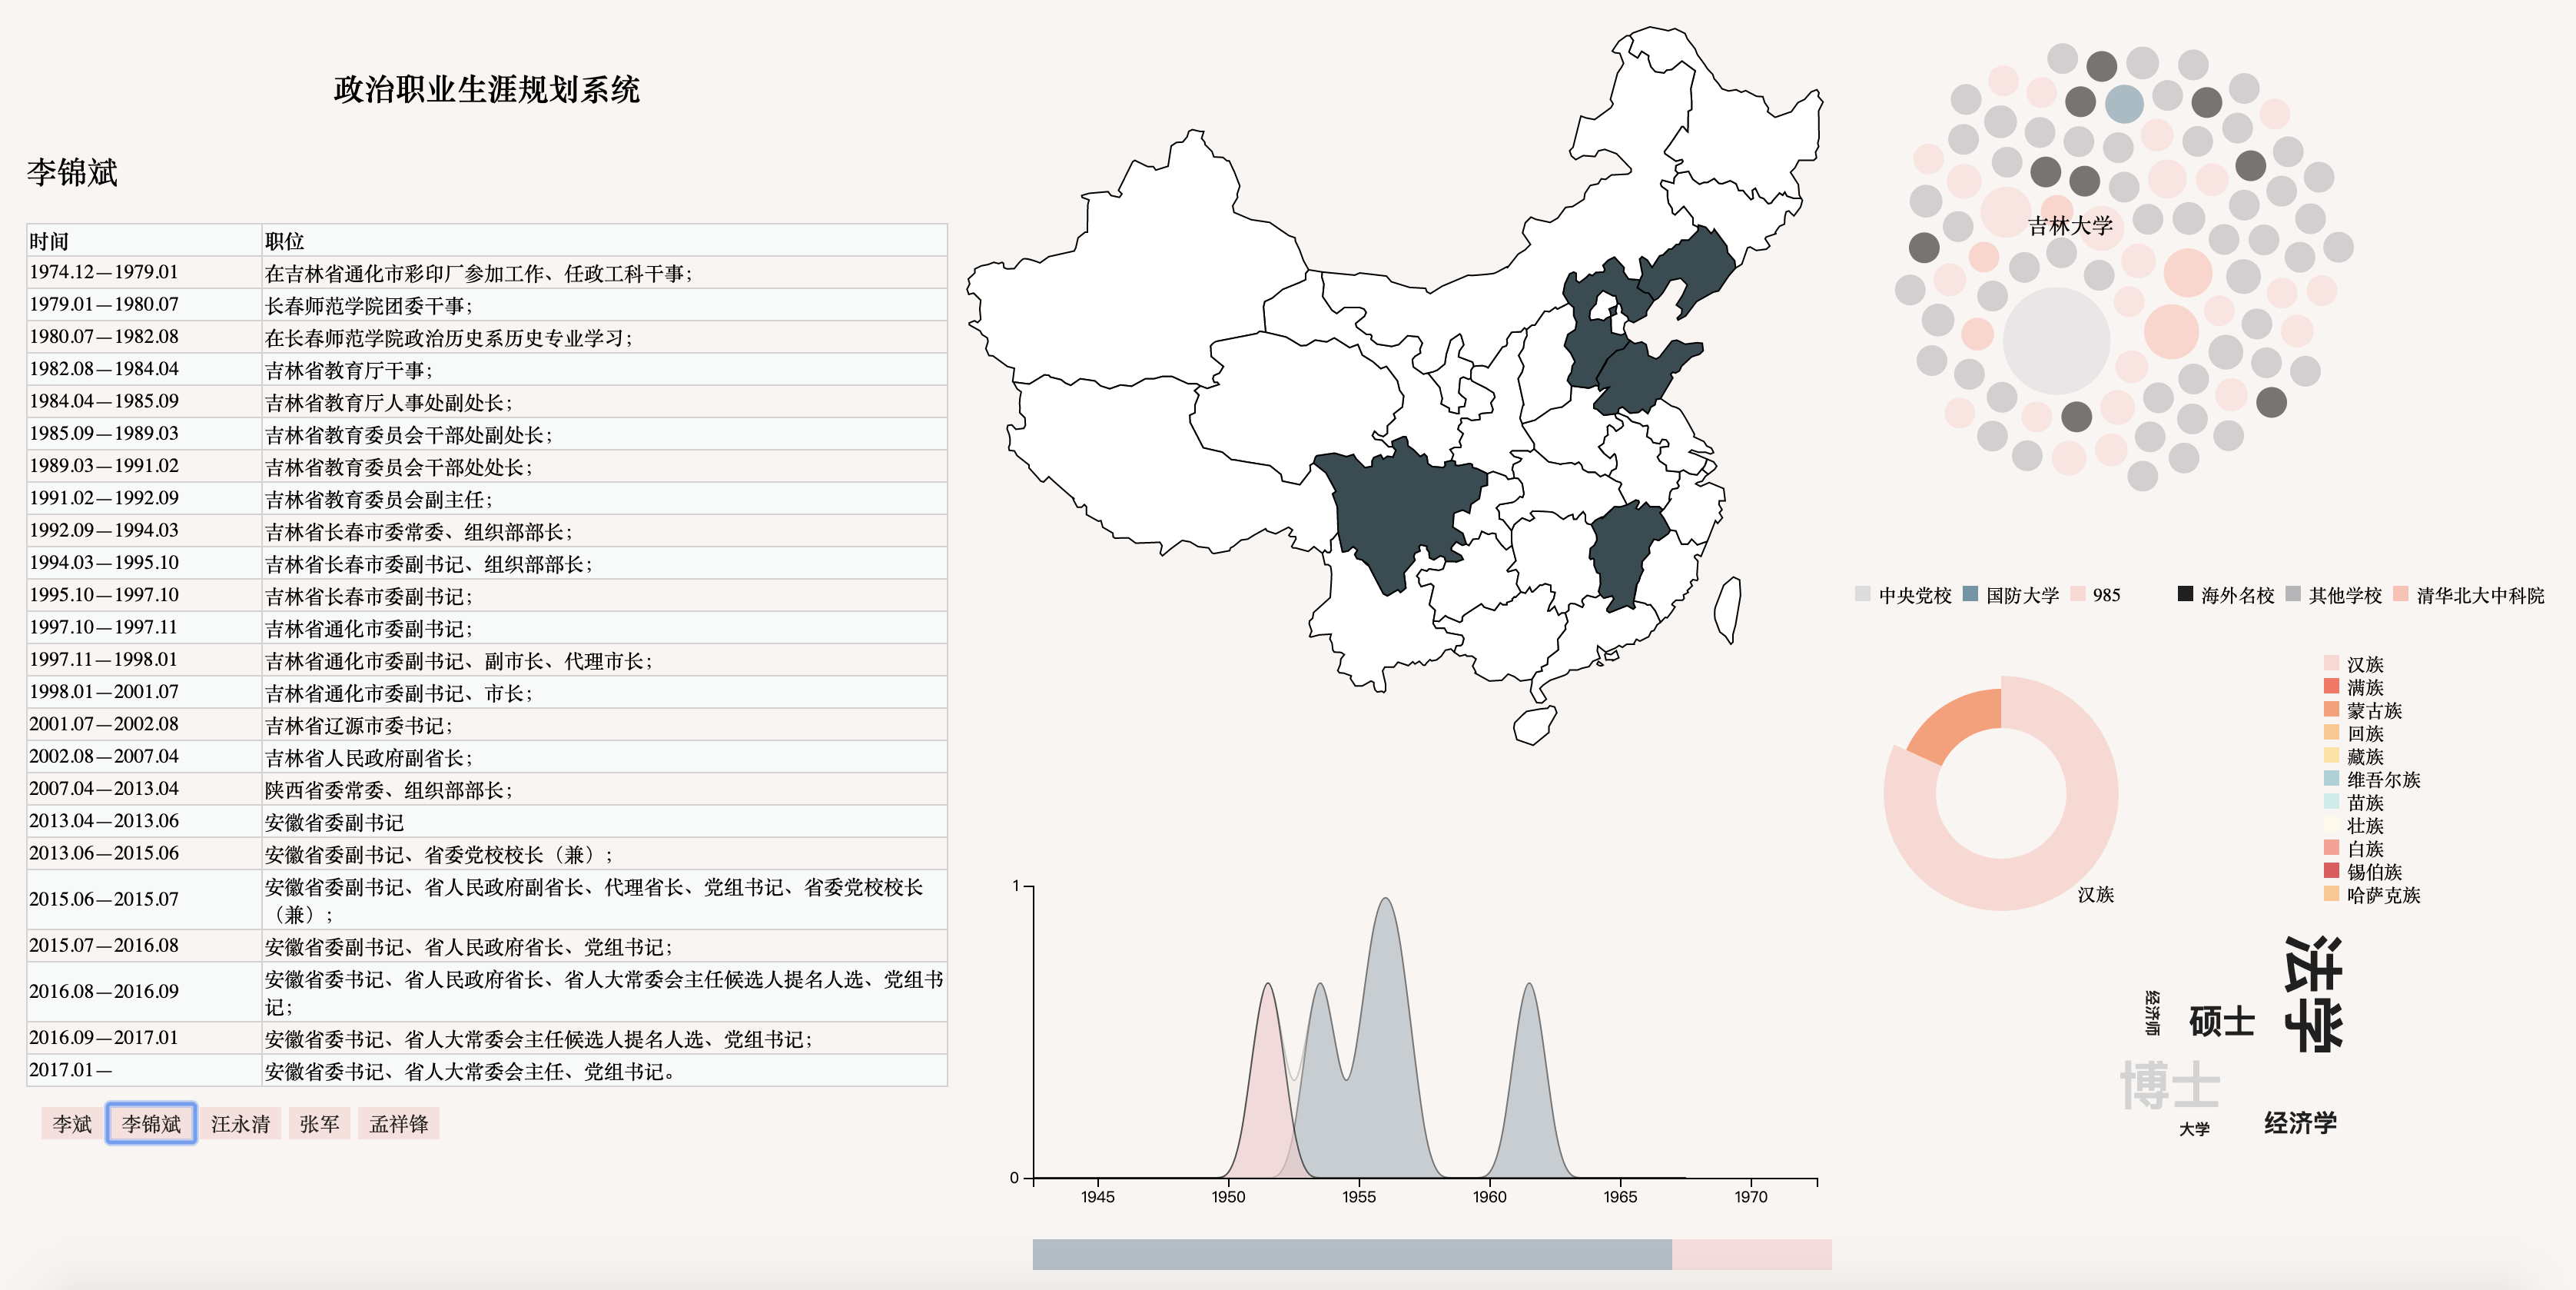 政治职业生涯规划系统
李锦斌
时间 职位
1974.12—1979.01 在吉林省通化市彩印厂参加工作、任政工科干事；
1979.01—1980.07 长春师范学院团委干事；
1980.07—1982.08 在长春师范学院政治历史系历史专业学习；
1982.08—1984.04 吉林省教育厅干事；
1984.04—1985.09 吉林省教育厅人事处副处长；
1985.09—1989.03 吉林省教育委员会干部处副处长；
1989.03—1991.02 吉林省教育委员会干部处处长；
1991.02—1992.09 吉林省教育委员会副主任；
1992.09—1994.03 吉林省长春市委常委、组织部部长；
1994.03—1995.10 吉林省长春市委副书记、组织部部长；
1995.10—1997.10 吉林省长春市委副书记；
1997.10—1997.11 吉林省通化市委副书记；
1997.11—1998.01 吉林省通化市委副书记、副市长、代理市长；
1998.01—2001.07 吉林省通化市委副书记、市长；
2001.07—2002.08 吉林省辽源市委书记；
2002.08—2007.04 吉林省人民政府副省长；
2007.04—2013.04 陕西省委常委、组织部部长；
2013.04—2013.06 安徽省委副书记
2013.06—2015.06 安徽省委副书记、省委党校校长（兼）；
2015.06—2015.07 安徽省委副书记、省人民政府副省长、代理省长、党组书记、省委党校校长
（兼）；
2015.07—2016.08 安徽省委副书记、省人民政府省长、党组书记；
2016.08—2016.09 安徽省委书记、省人民政府省长、省人大常委会主任候选人提名人选、党组书
记；
2016.09—2017.01 安徽省委书记、省人大常委会主任候选人提名人选、党组书记；
2017.01— 安徽省委书记、省人大常委会主任、党组书记。
李斌 李锦斌 汪永清 张军 孟祥锋
1
0
1945 1950 1955 1960 1965 1970
吉林大学
中央党校 国防大学 985 海外名校 其他学校 清华北大中科院
汉族
满族
蒙古族
回族
藏族
维吾尔族
苗族
壮族
白族
锡伯族
哈萨克族
汉族
法学
经济师
硕士
博士
大学
经济学